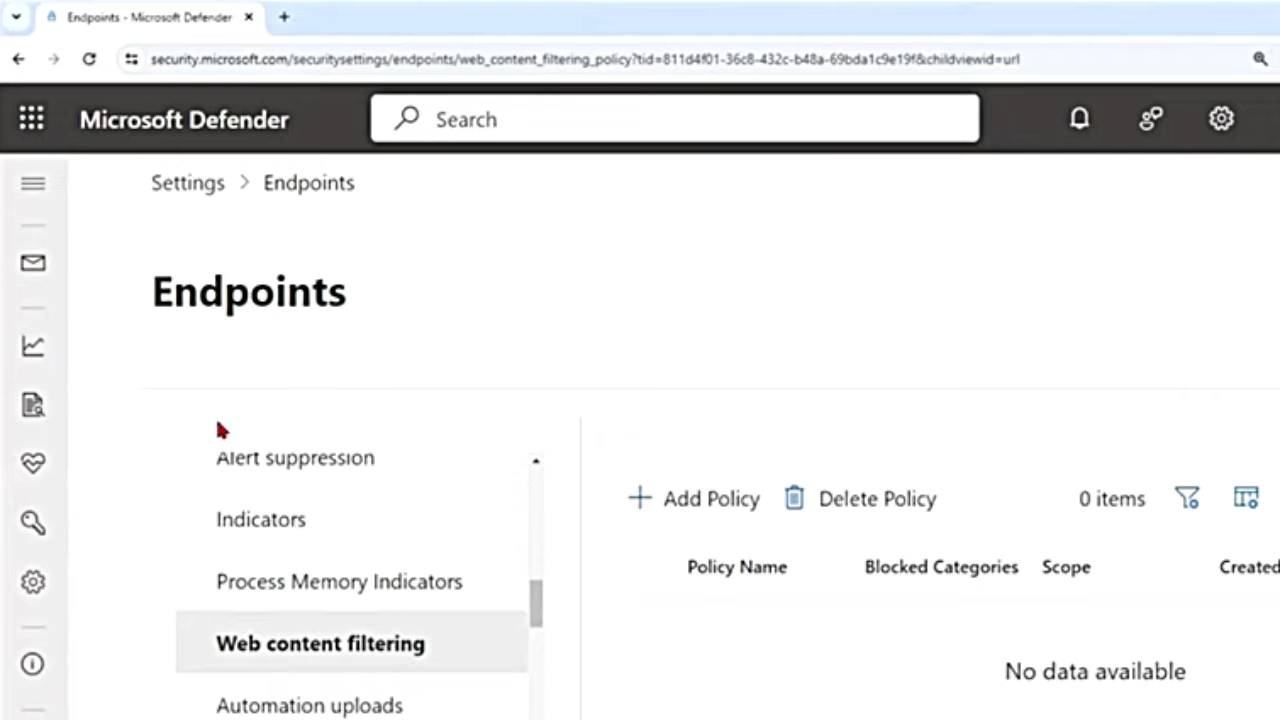 Endpoints - Microsoft Defender
security.microsoft.com/securitysettings/endpoints/web_content_filtering_policy?tid=811d4f01-36c8-432c-b48a-69bda1c9e19f&childviewid=url
Microsoft Defender
Search
Settings > Endpoints
Endpoints
Alert suppression
Indicators
Process Memory Indicators
Web content filtering
Automation uploads
Add Policy Delete Policy 0 items
Policy Name Blocked Categories Scope Created
No data available